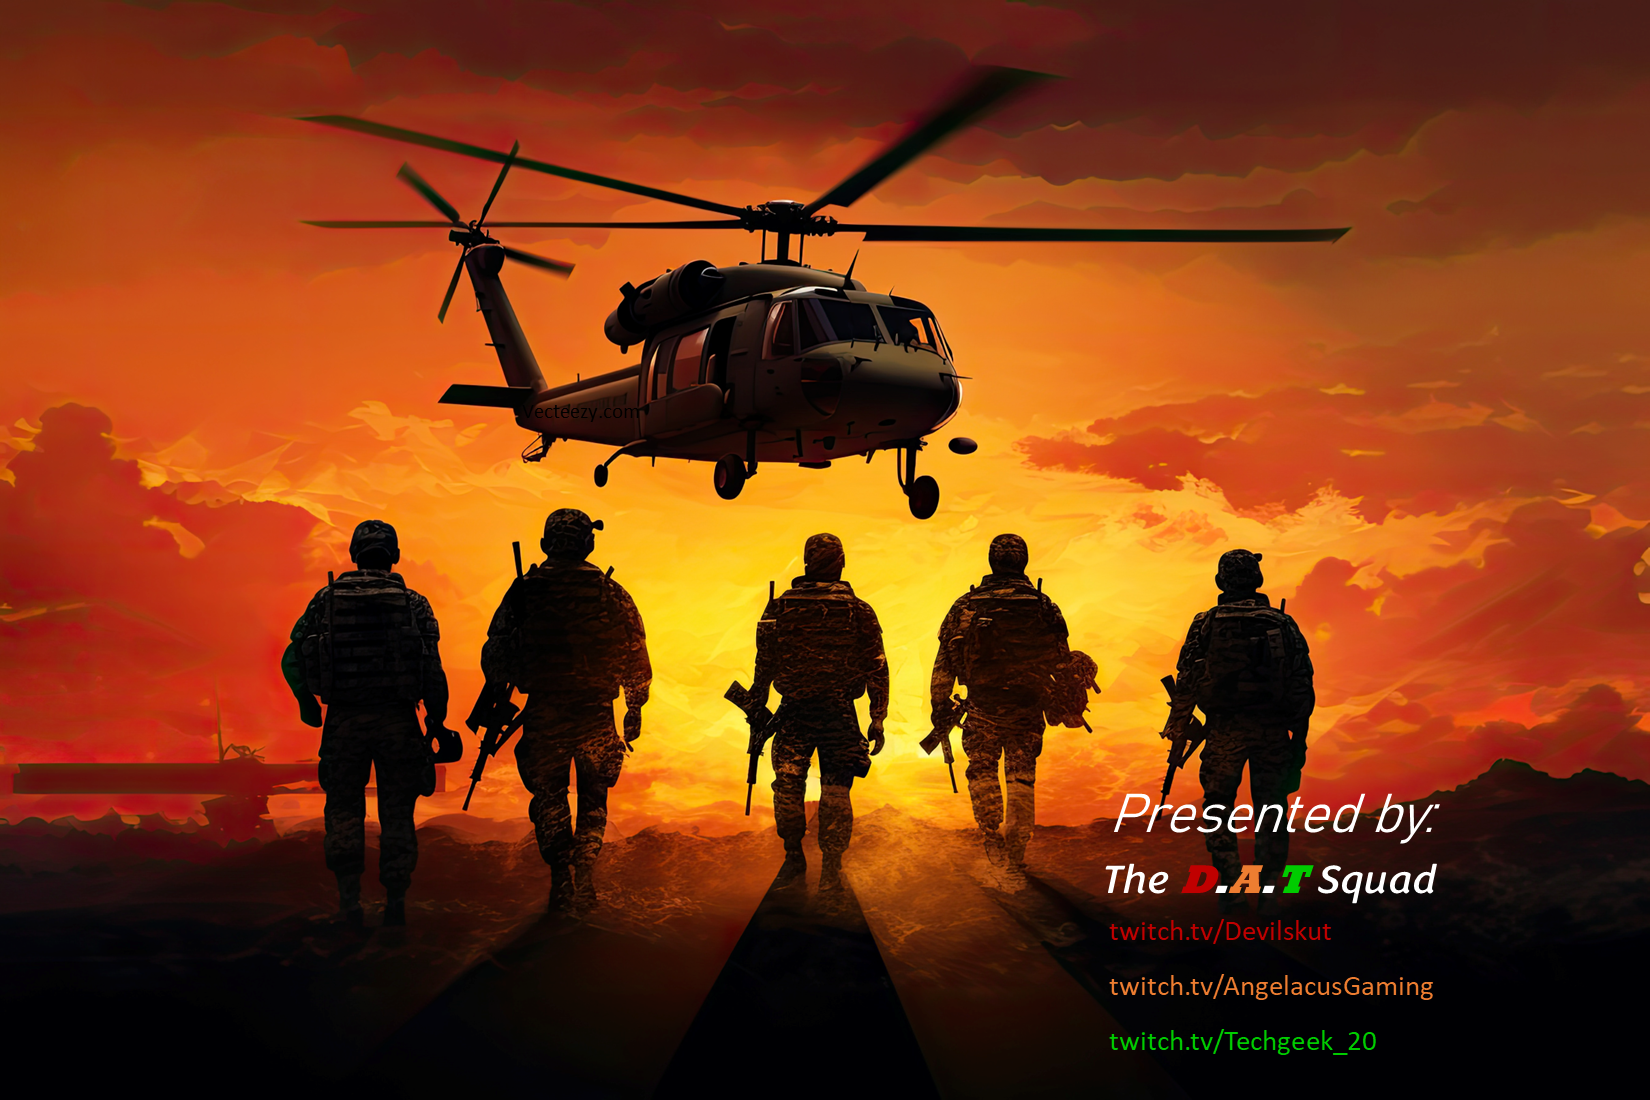 Vecteezy.com
Presented by:
The D.A.T Squad
twitch.tv/Devilskut
twitch.tv/AngelacusGaming
twitch.tv/Techgeek_20